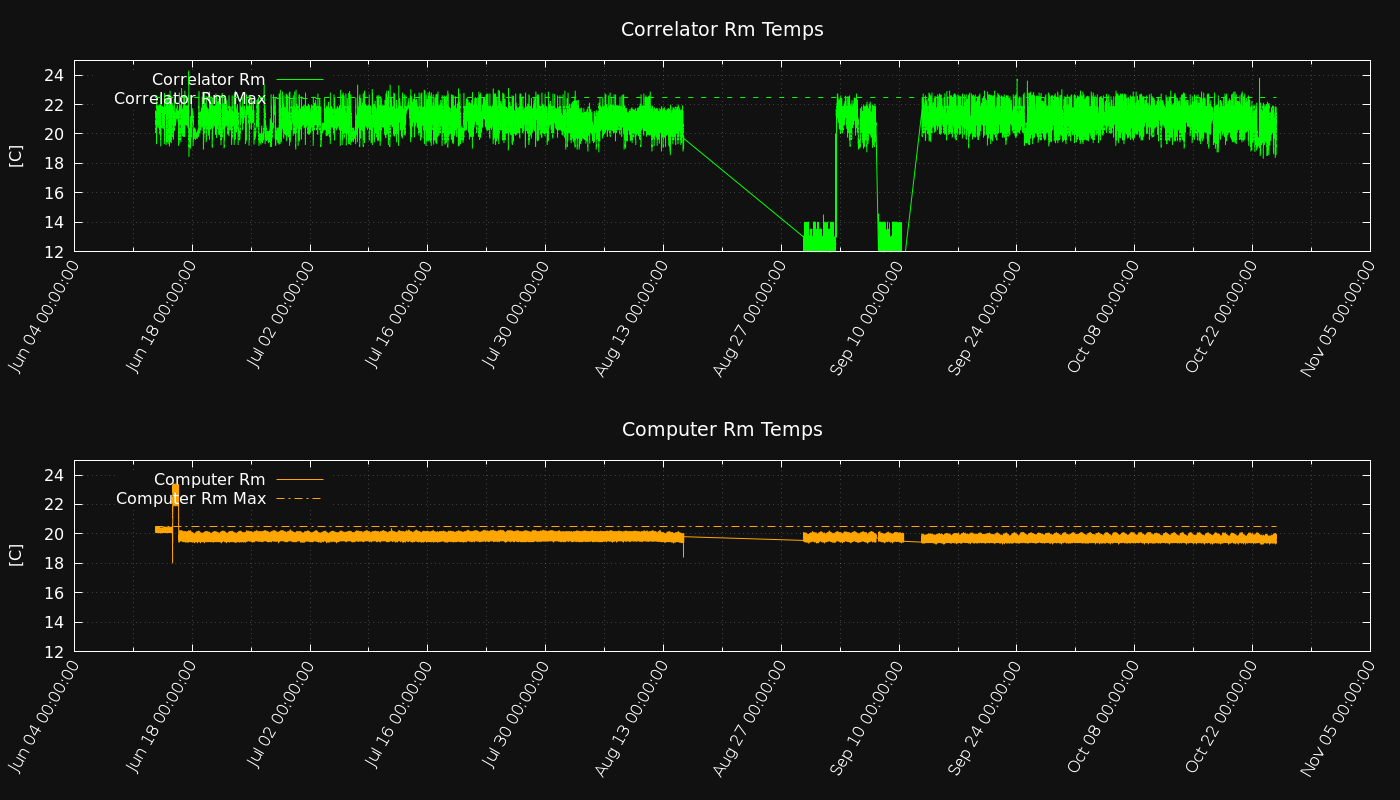 Correlator Rm Temps
Correlator Rm
Correlator Rm Max
[C]
24
22
20
18
16
14
12
Jun 04 00:00:00
Jun 18 00:00:00
Jul 02 00:00:00
Jul 16 00:00:00
Jul 30 00:00:00
Aug 13 00:00:00
Aug 27 00:00:00
Sep 10 00:00:00
Sep 24 00:00:00
Oct 08 00:00:00
Oct 22 00:00:00
Nov 05 00:00:00
Computer Rm Temps
Computer Rm
Computer Rm Max
[C]
24
22
20
18
16
14
12
Jun 04 00:00:00
Jun 18 00:00:00
Jul 02 00:00:00
Jul 16 00:00:00
Jul 30 00:00:00
Aug 13 00:00:00
Aug 27 00:00:00
Sep 10 00:00:00
Sep 24 00:00:00
Oct 08 00:00:00
Oct 22 00:00:00
Nov 05 00:00:00